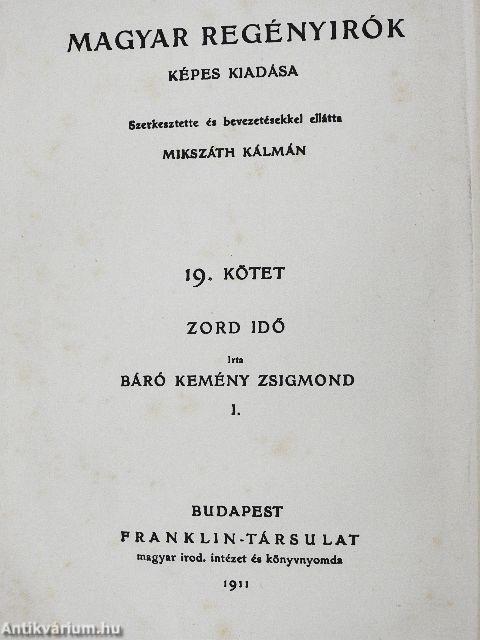 MAGYAR REGÉNYIRÓK
KÉPES KIADÁSA
Szerkesztette és bevezetésekkel ellátta
MIKSZÁTH KÁLMÁN
19. KÖTET
ZORD IDŐ
Irta
BÁRÓ KEMÉNY ZSIGMOND
I.
BUDAPEST
FRANKLIN-TÁRSULAT
magyar irod. intézet és könyvnyomda
1911
Antikvárium.hu